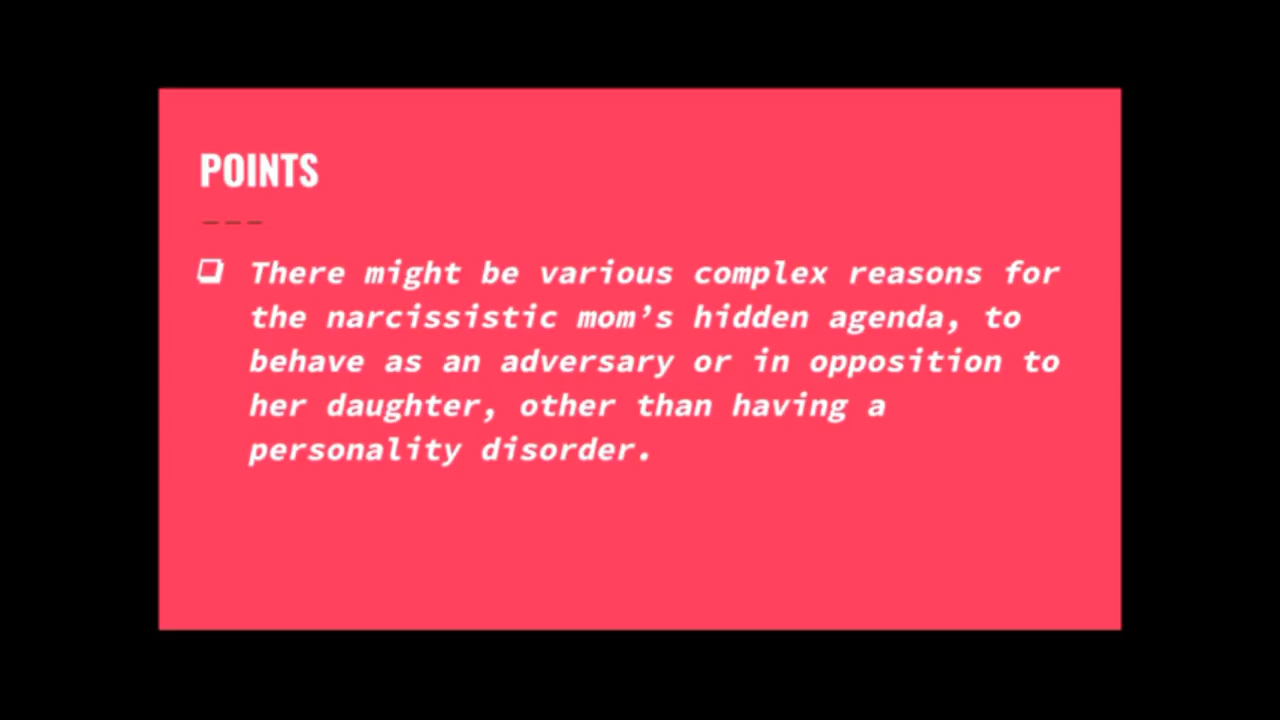 POINTS
❑ There might be various complex reasons for
the narcissistic mom’s hidden agenda, to
behave as an adversary or in opposition to
her daughter, other than having a
personality disorder.